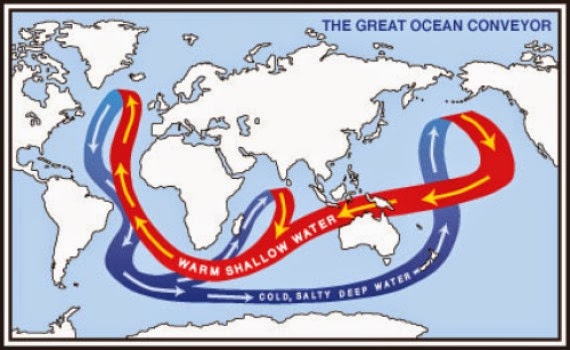 THE GREAT OCEAN CONVEYOR
WARM SHALLOW WATER
COLD, SALTY DEEP WATER